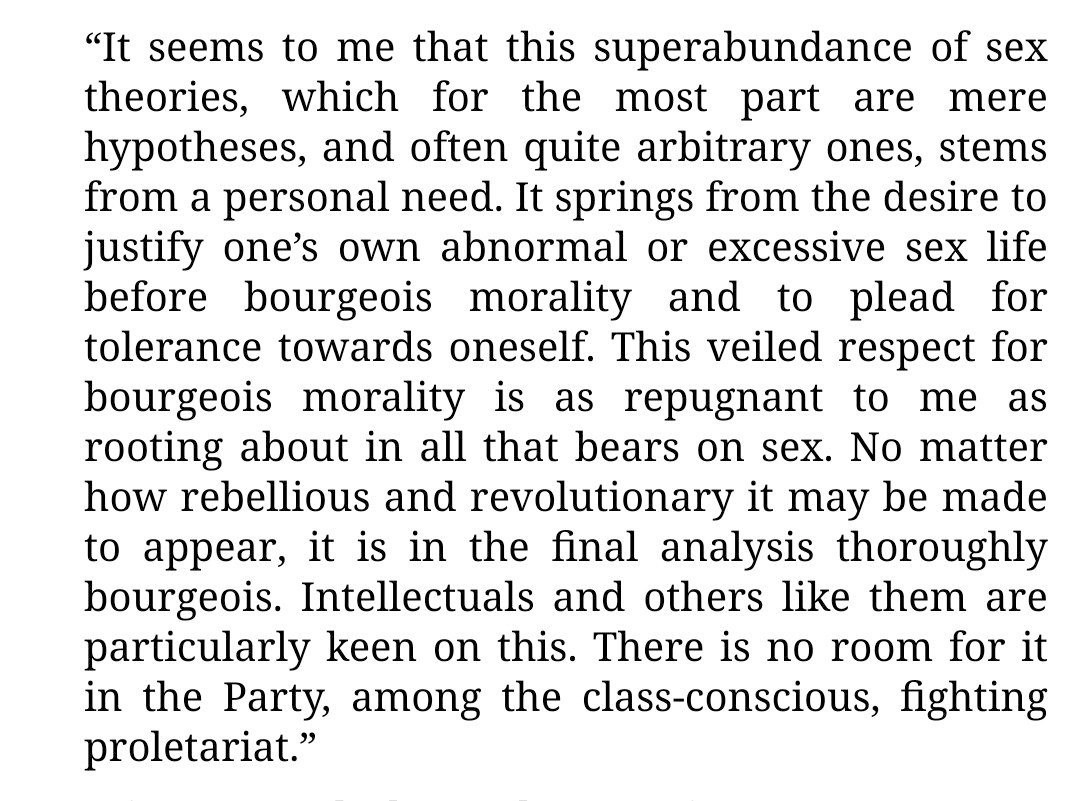 “It seems to me that this superabundance of sex
theories, which for the most part are mere
hypotheses, and often quite arbitrary ones, stems
from a personal need. It springs from the desire to
justify one’s own abnormal or excessive sex life
before bourgeois morality and to plead for
tolerance towards oneself. This veiled respect for
bourgeois morality is as repugnant to me as
rooting about in all that bears on sex. No matter
how rebellious and revolutionary it may be made
to appear, it is in the final analysis thoroughly
bourgeois. Intellectuals and others like them are
particularly keen on this. There is no room for it
in the Party, among the class-conscious, fighting
proletariat.”